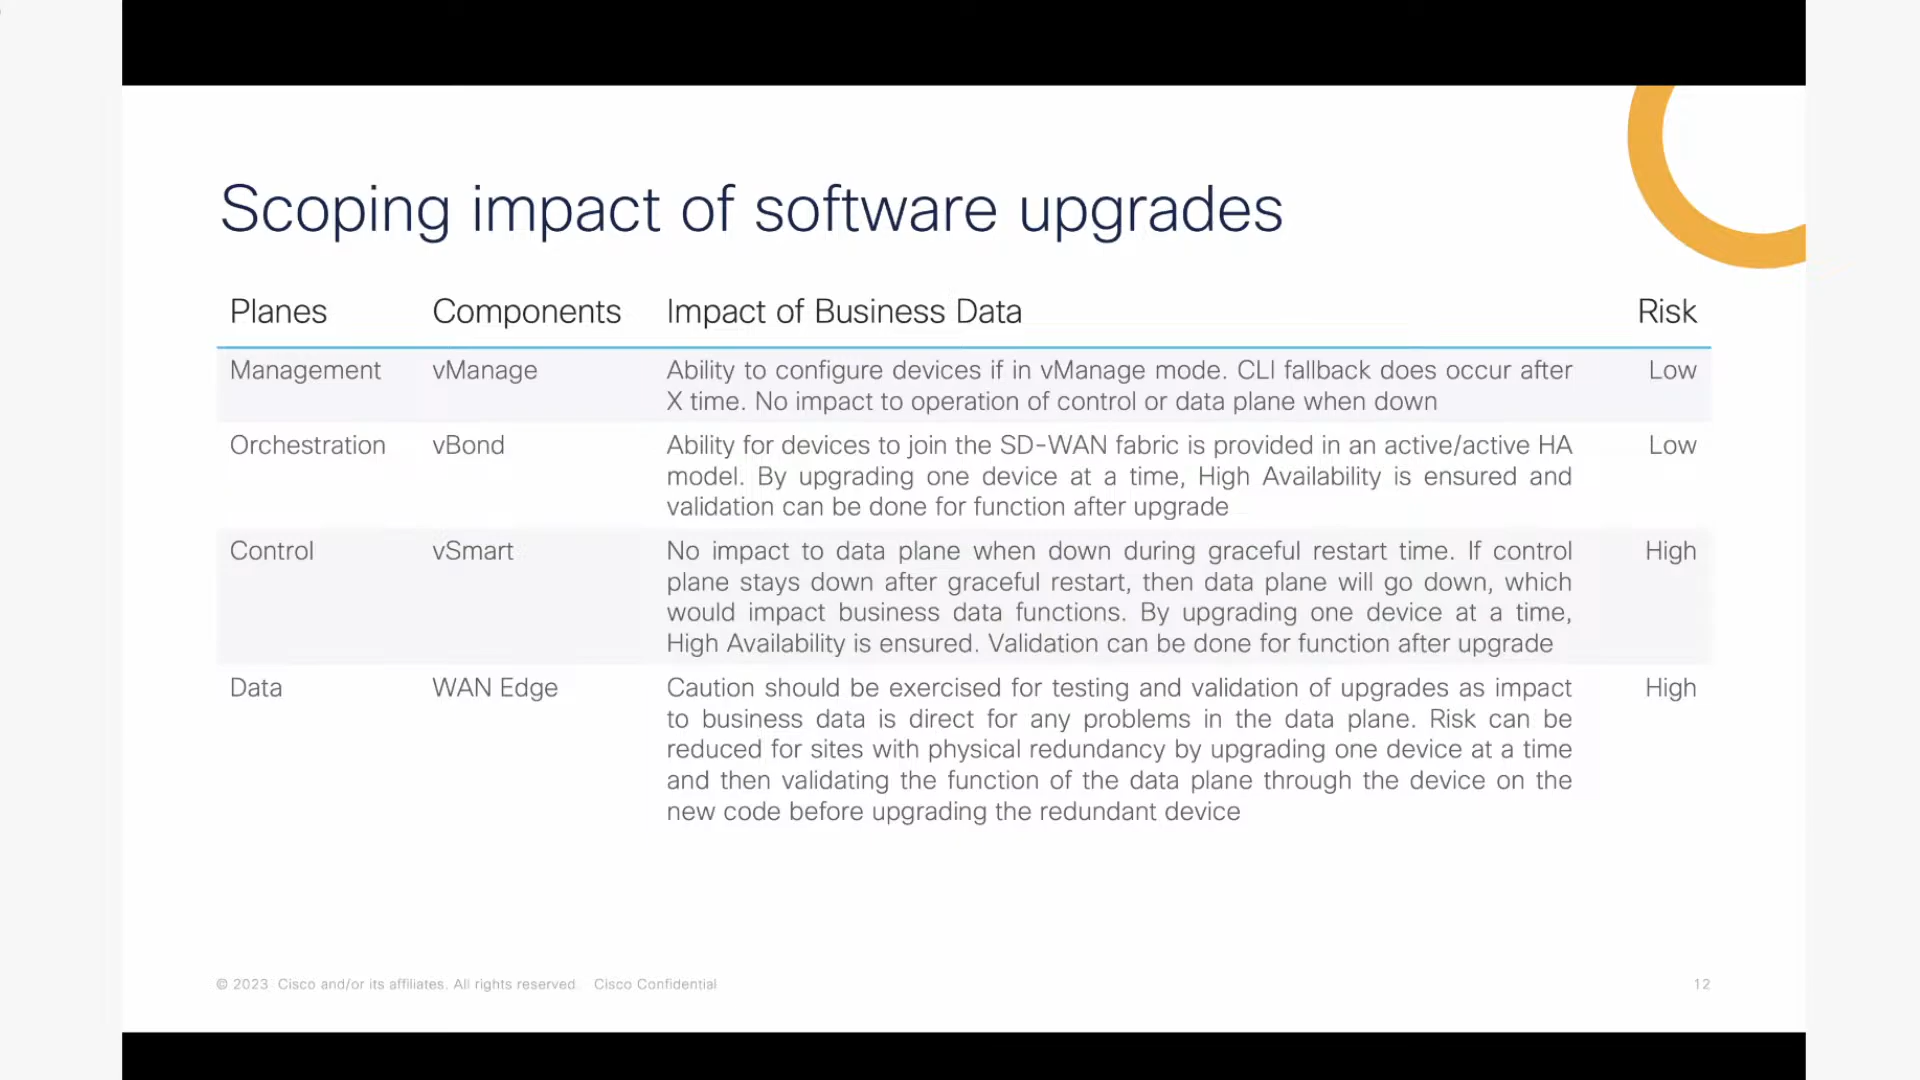 Scoping impact of software upgrades
Planes Components Impact of Business Data Risk
Management vManage Ability to configure devices if in vManage mode. CLI fallback does occur after Low
X time. No impact to operation of control or data plane when down
Orchestration vBond Ability for devices to join the SD-WAN fabric is provided in an active/active HA Low
model. By upgrading one device at a time, High Availability is ensured and
validation can be done for function after upgrade
Control vSmart No impact to data plane when down during graceful restart time. If control High
plane stays down after graceful restart, then data plane will go down, which
would impact business data functions. By upgrading one device at a time,
High Availability is ensured. Validation can be done for function after upgrade
Data WAN Edge Caution should be exercised for testing and validation of upgrades as impact High
to business data is direct for any problems in the data plane. Risk can be
reduced for sites with physical redundancy by upgrading one device at a time
and then validating the function of the data plane through the device on the
new code before upgrading the redundant device
© 2023 Cisco and/or its affiliates. All rights reserved. Cisco Confidential 12